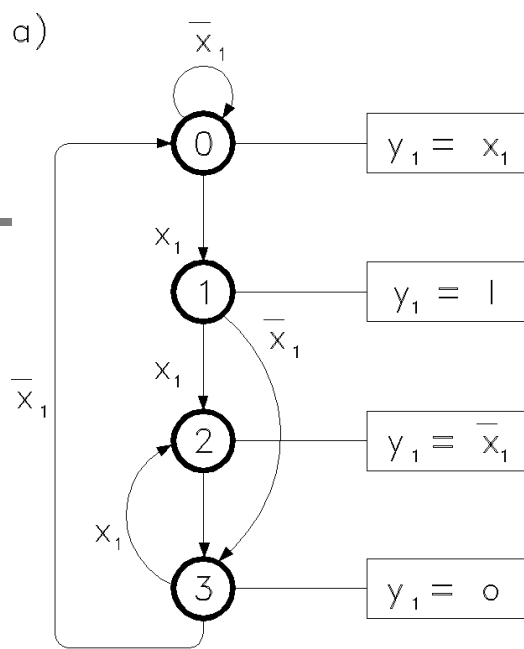 a)
x̄₁
0
y₁ = x₁
x₁
1
y₁ = 1
x̄₁
x₁
x̄₁
2
y₁ = x̄₁
x₁
3
y₁ = 0